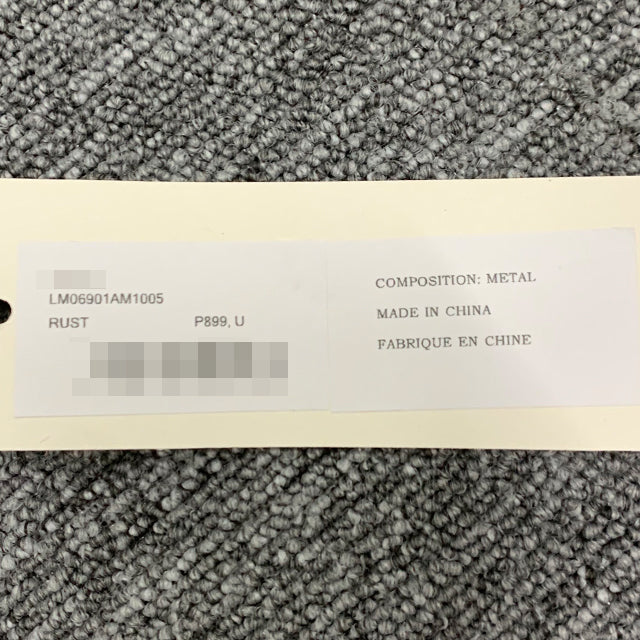 LM06901AM1005
RUST P899, U
COMPOSITION: METAL
MADE IN CHINA
FABRIQUE EN CHINE